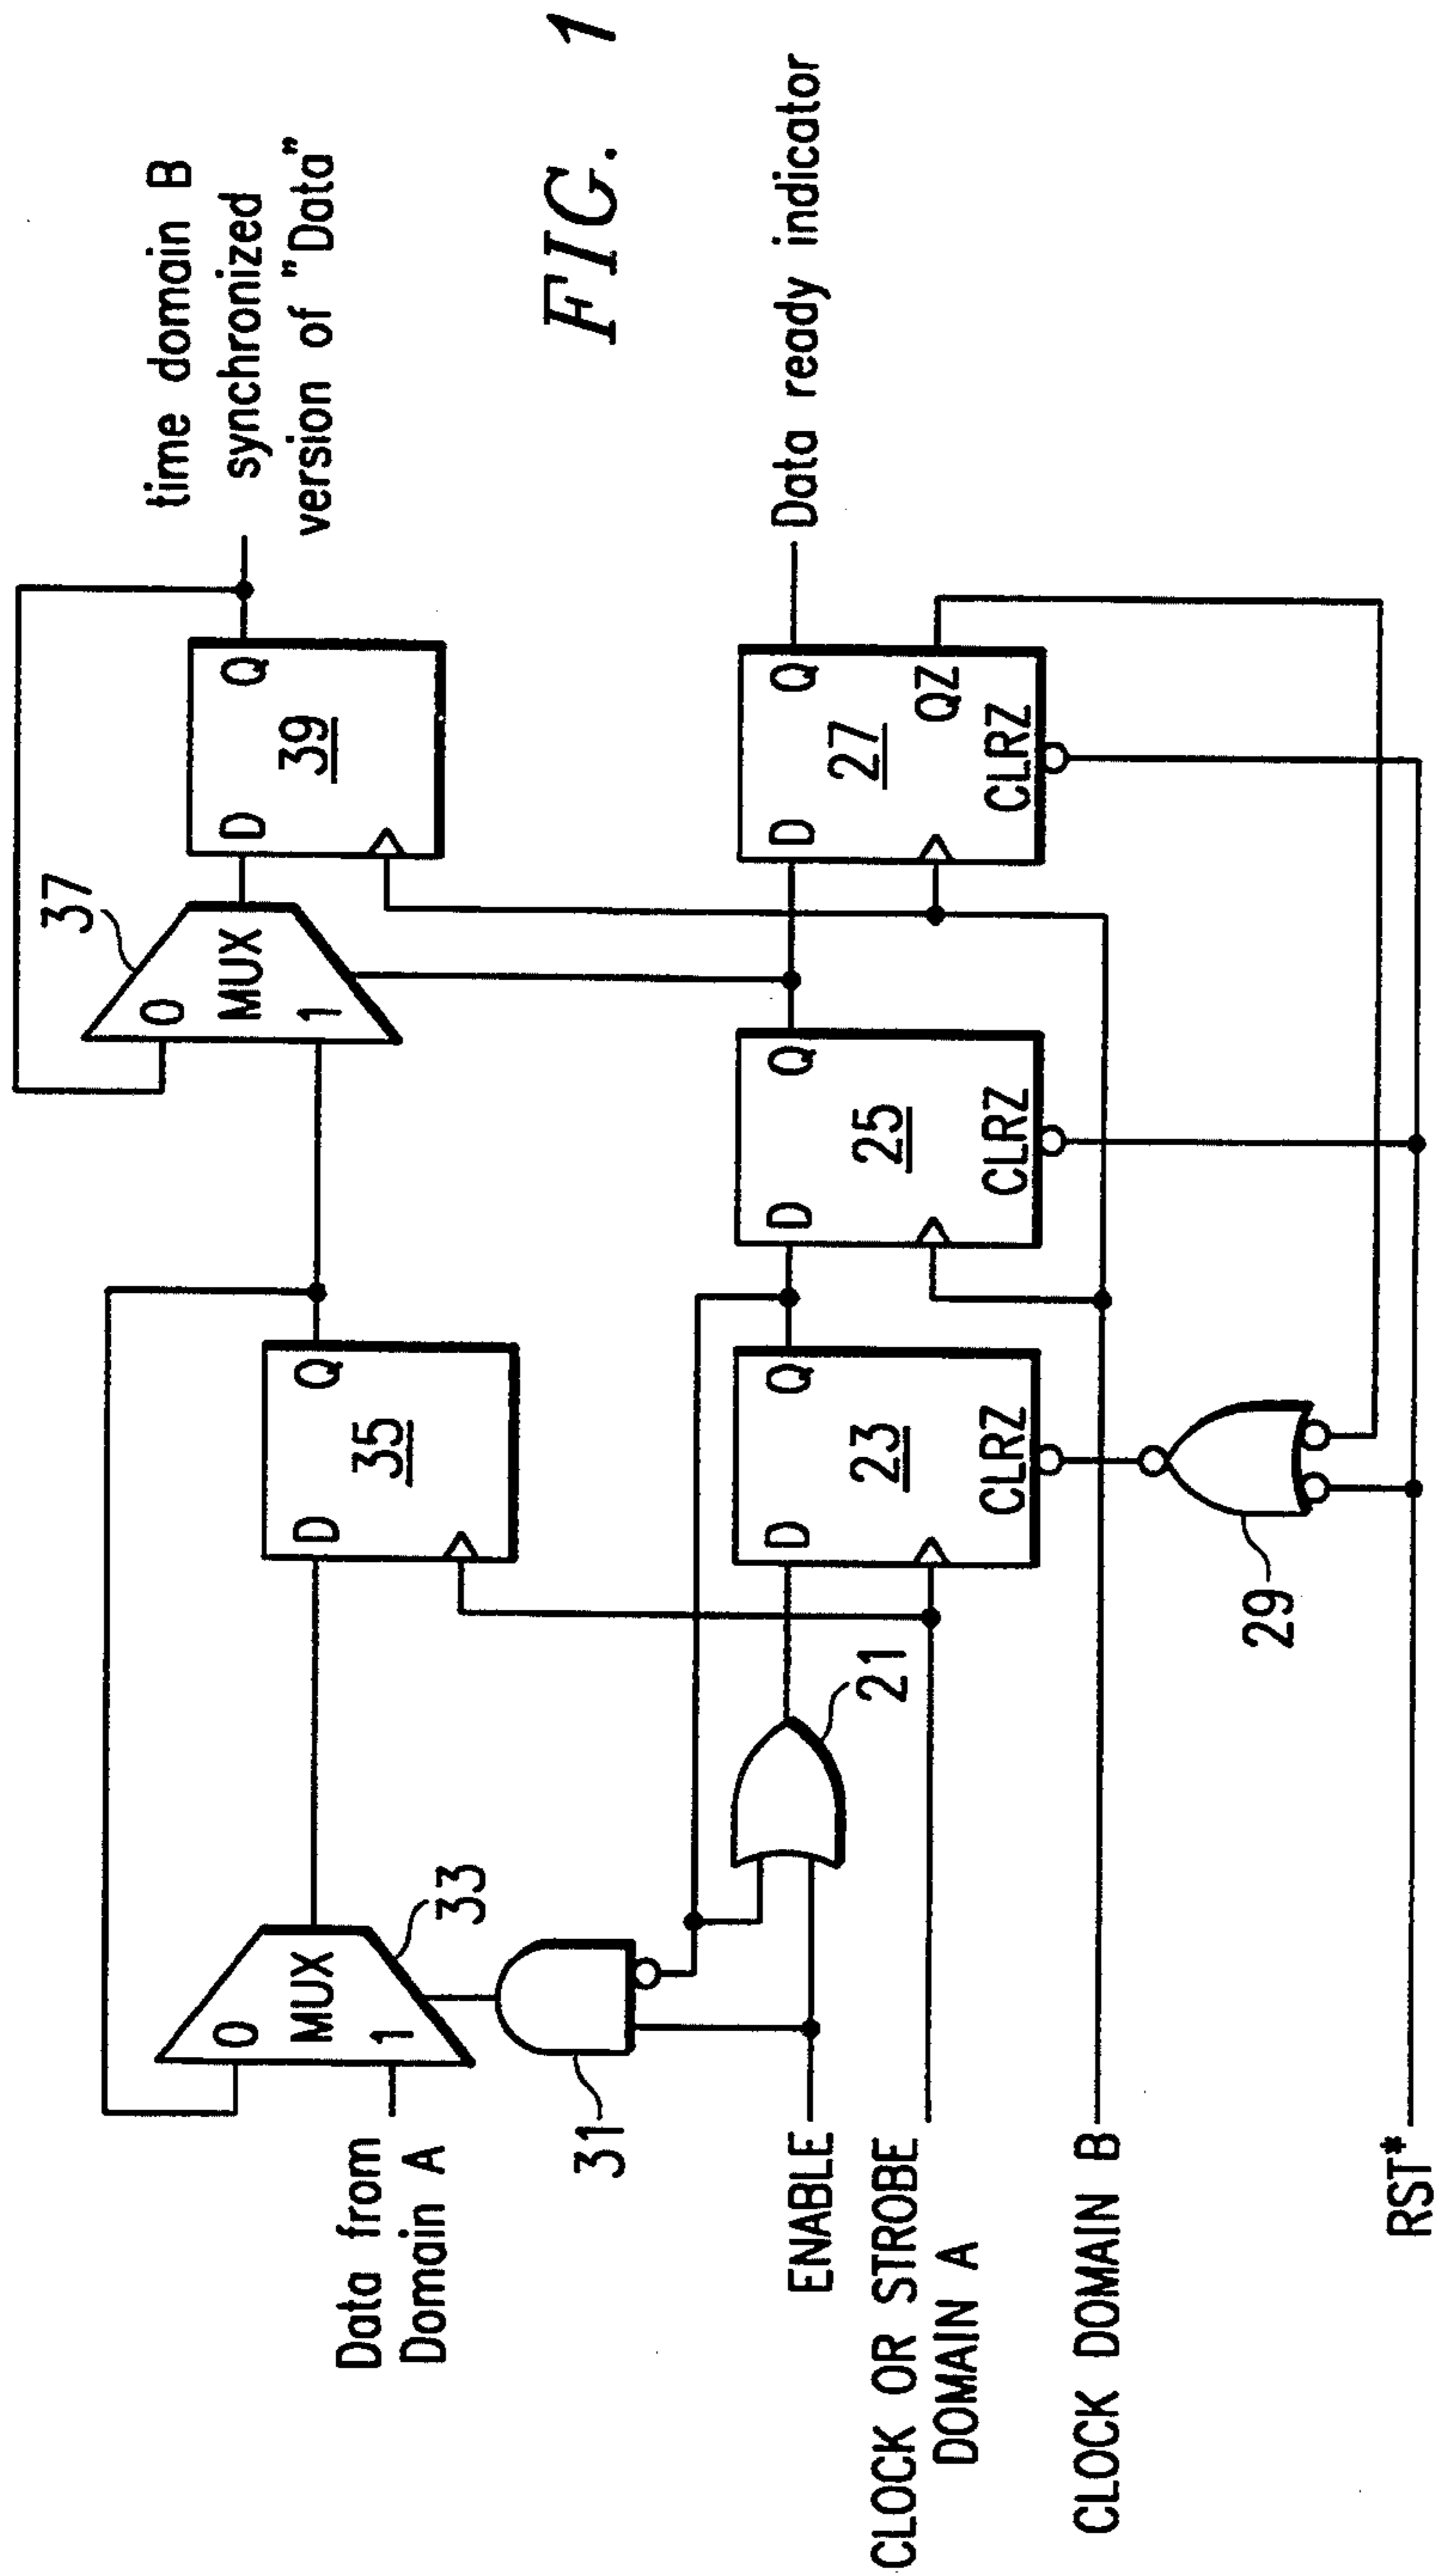 FIG. 1
time domain B
synchronized
version of "Data"
37
0
MUX
1
D
Q
39
33
0
MUX
1
D
Q
35
Data from
Domain A
31
21
D
Q
23
CLRZ
D
Q
25
CLRZ
D
Q
27
QZ
CLRZ
Data ready indicator
ENABLE
CLOCK OR STROBE
DOMAIN A
CLOCK DOMAIN B
29
RST*